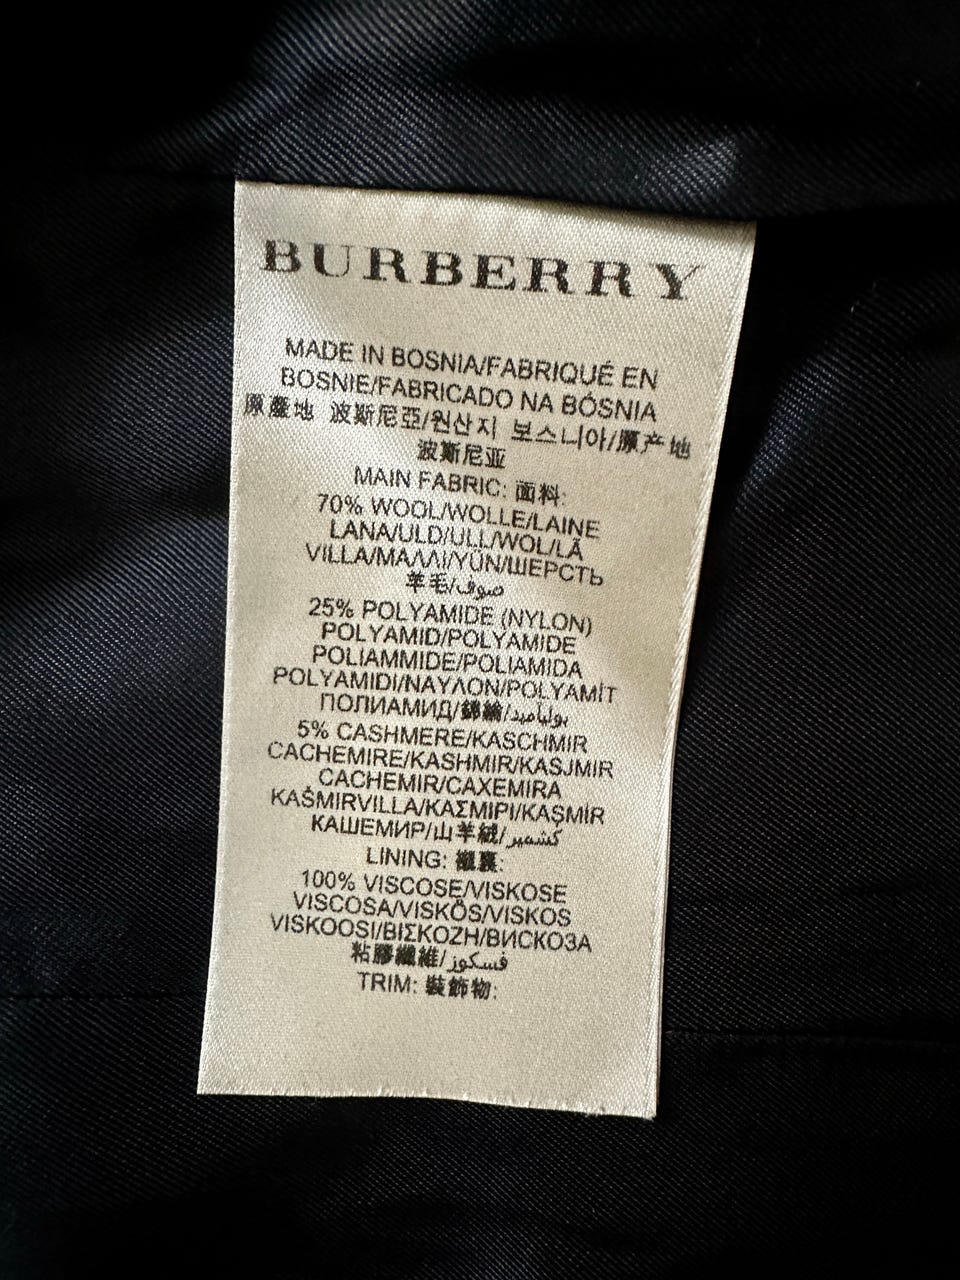 BURBERRY
MADE IN BOSNIA/FABRIQUÉ EN
BOSNIE/FABRICADO NA BÓSNIA
原產地 波斯尼亞/원산지 보스니아/原产地
波斯尼亚
MAIN FABRIC: 面料:
70% WOOL/WOLLE/LAINE
LANA/ULD/ULL/WOL/LÃ
VILLA/ΜΑΛΛΙ/YÜN/ШЕРСТЬ
羊毛/صوف
25% POLYAMIDE (NYLON)
POLYAMID/POLYAMIDE
POLIAMMIDE/POLIAMIDA
POLYAMIDI/ΝΑΥΛΟΝ/POLYAMİT
ПОЛИАМИД/錦綸/بولياميد
5% CASHMERE/KASCHMIR
CACHEMIRE/KASHMIR/KASJMIR
CACHEMIR/CAXEMIRA
KAŠMIRVILLA/ΚΑΣΜΙΡΙ/KAŞMİR
КАШЕМИР/山羊絨/كشمير
LINING: 襯裏:
100% VISCOSE/VISKOSE
VISCOSA/VISKÖS/VISKOS
VISKOOSI/ΒΙΣΚΟΖΗ/ВИСКОЗА
粘膠纖維/فسكوز
TRIM: 裝飾物: